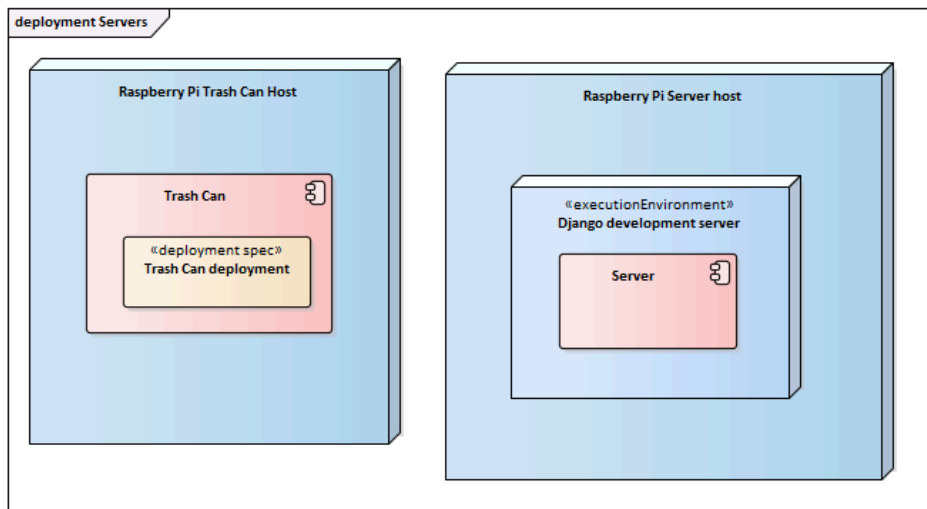 deployment Servers
Raspberry Pi Trash Can Host
Trash Can
«deployment spec»
Trash Can deployment
Raspberry Pi Server host
«executionEnvironment»
Django development server
Server